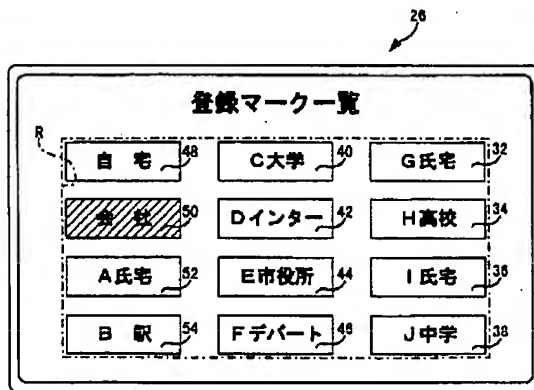 26
登録マーク一覧
R
自宅 48 C大学 40 G氏宅 32
会社 50 Dインター 42 H高校 34
A氏宅 52 E市役所 44 I氏宅 36
B駅 54 Fデパート 46 J中学 38